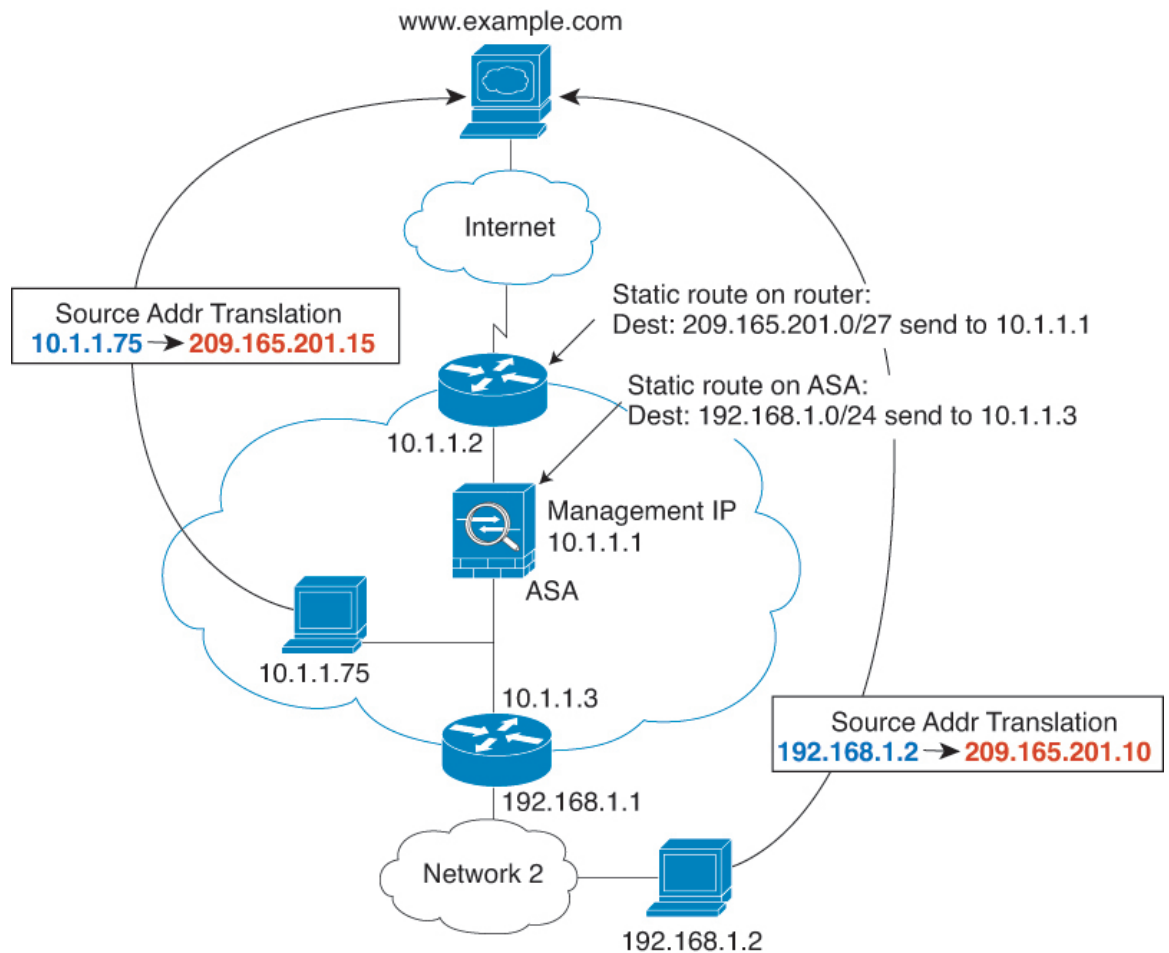 www.example.com
Internet
Source Addr Translation
10.1.1.75 209.165.201.15
Static route on router:
Dest: 209.165.201.0/27 send to 10.1.1.1
Static route on ASA:
Dest: 192.168.1.0/24 send to 10.1.1.3
10.1.1.2
Management IP
10.1.1.1
ASA
10.1.1.75
10.1.1.3
Source Addr Translation
192.168.1.2 209.165.201.10
192.168.1.1
Network 2
192.168.1.2